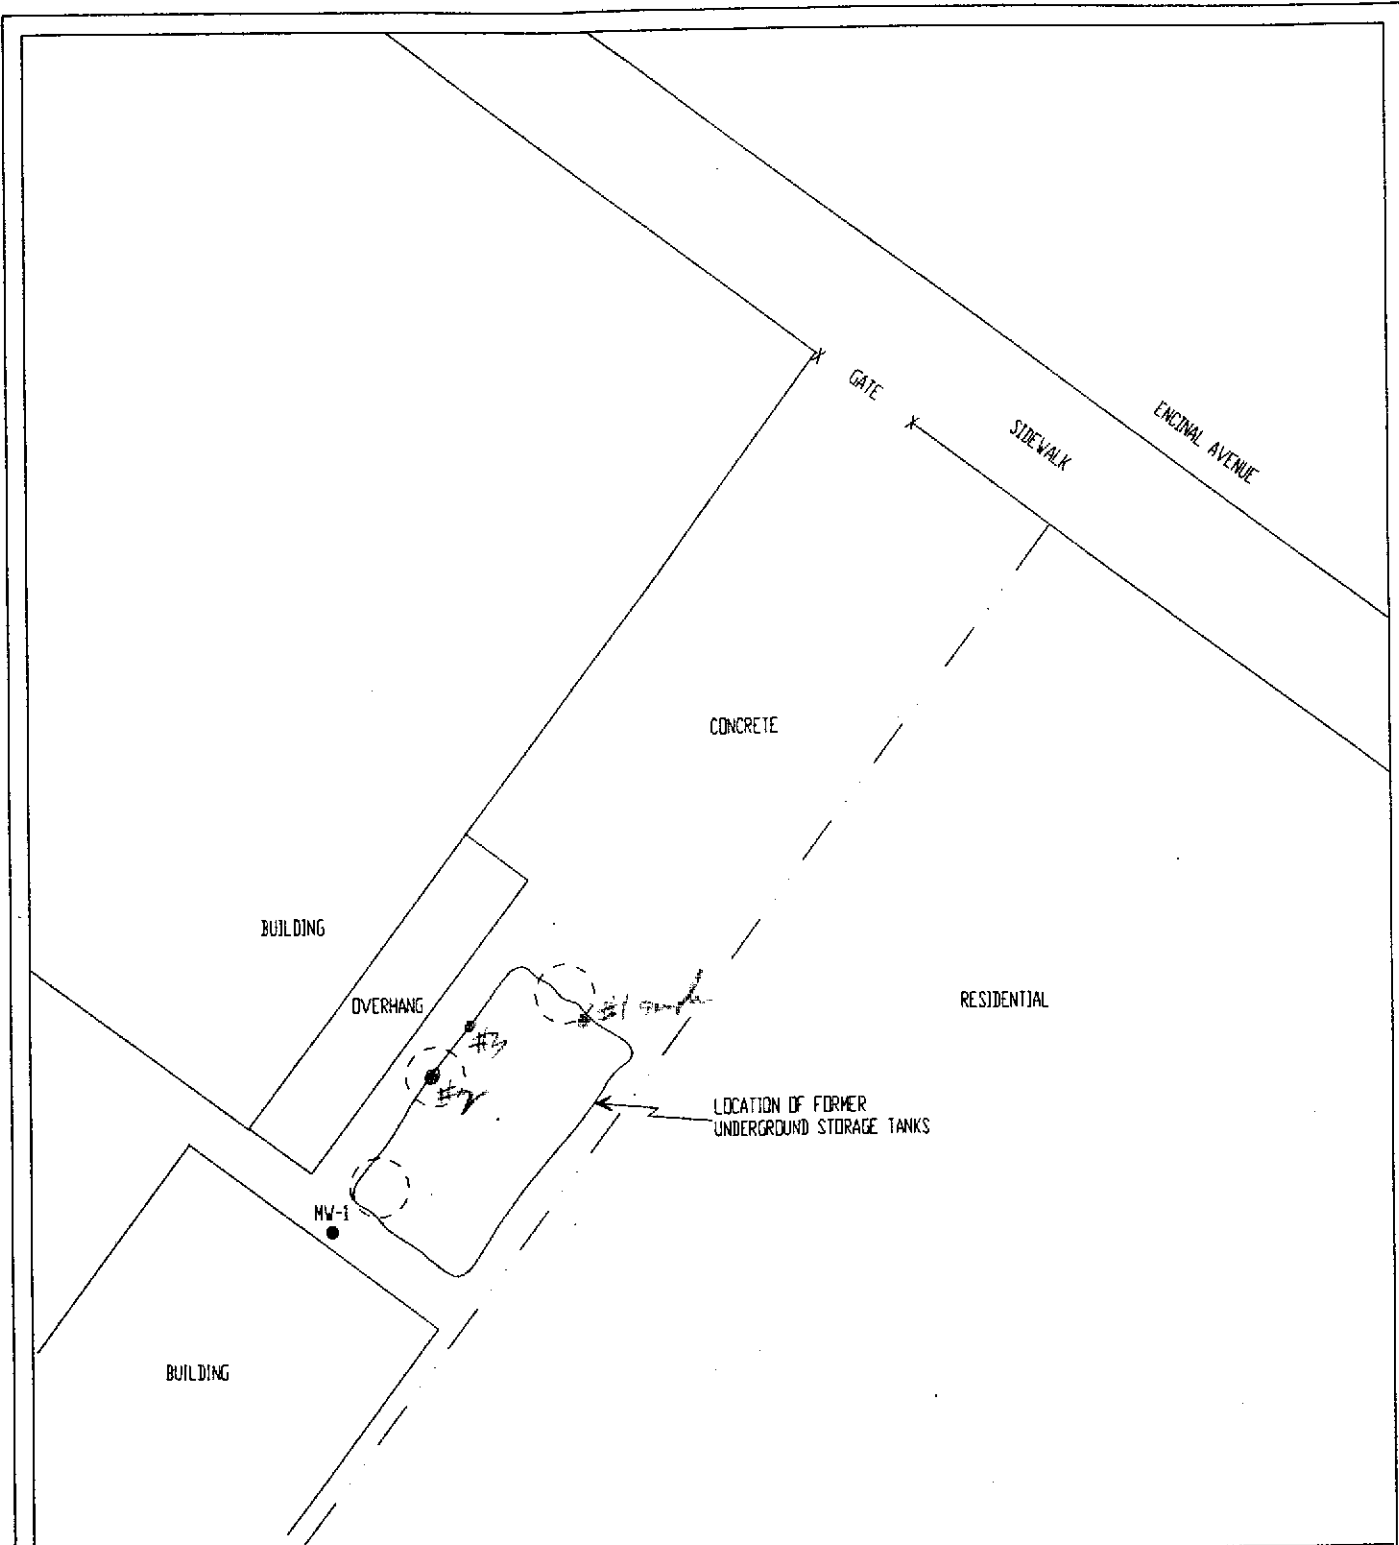 ENCINAL AVENUE
GATE
SIDEWALK
CONCRETE
BUILDING
OVERHANG
RESIDENTIAL
#1
#3
#2
LOCATION OF FORMER
UNDERGROUND STORAGE TANKS
MW-1
BUILDING